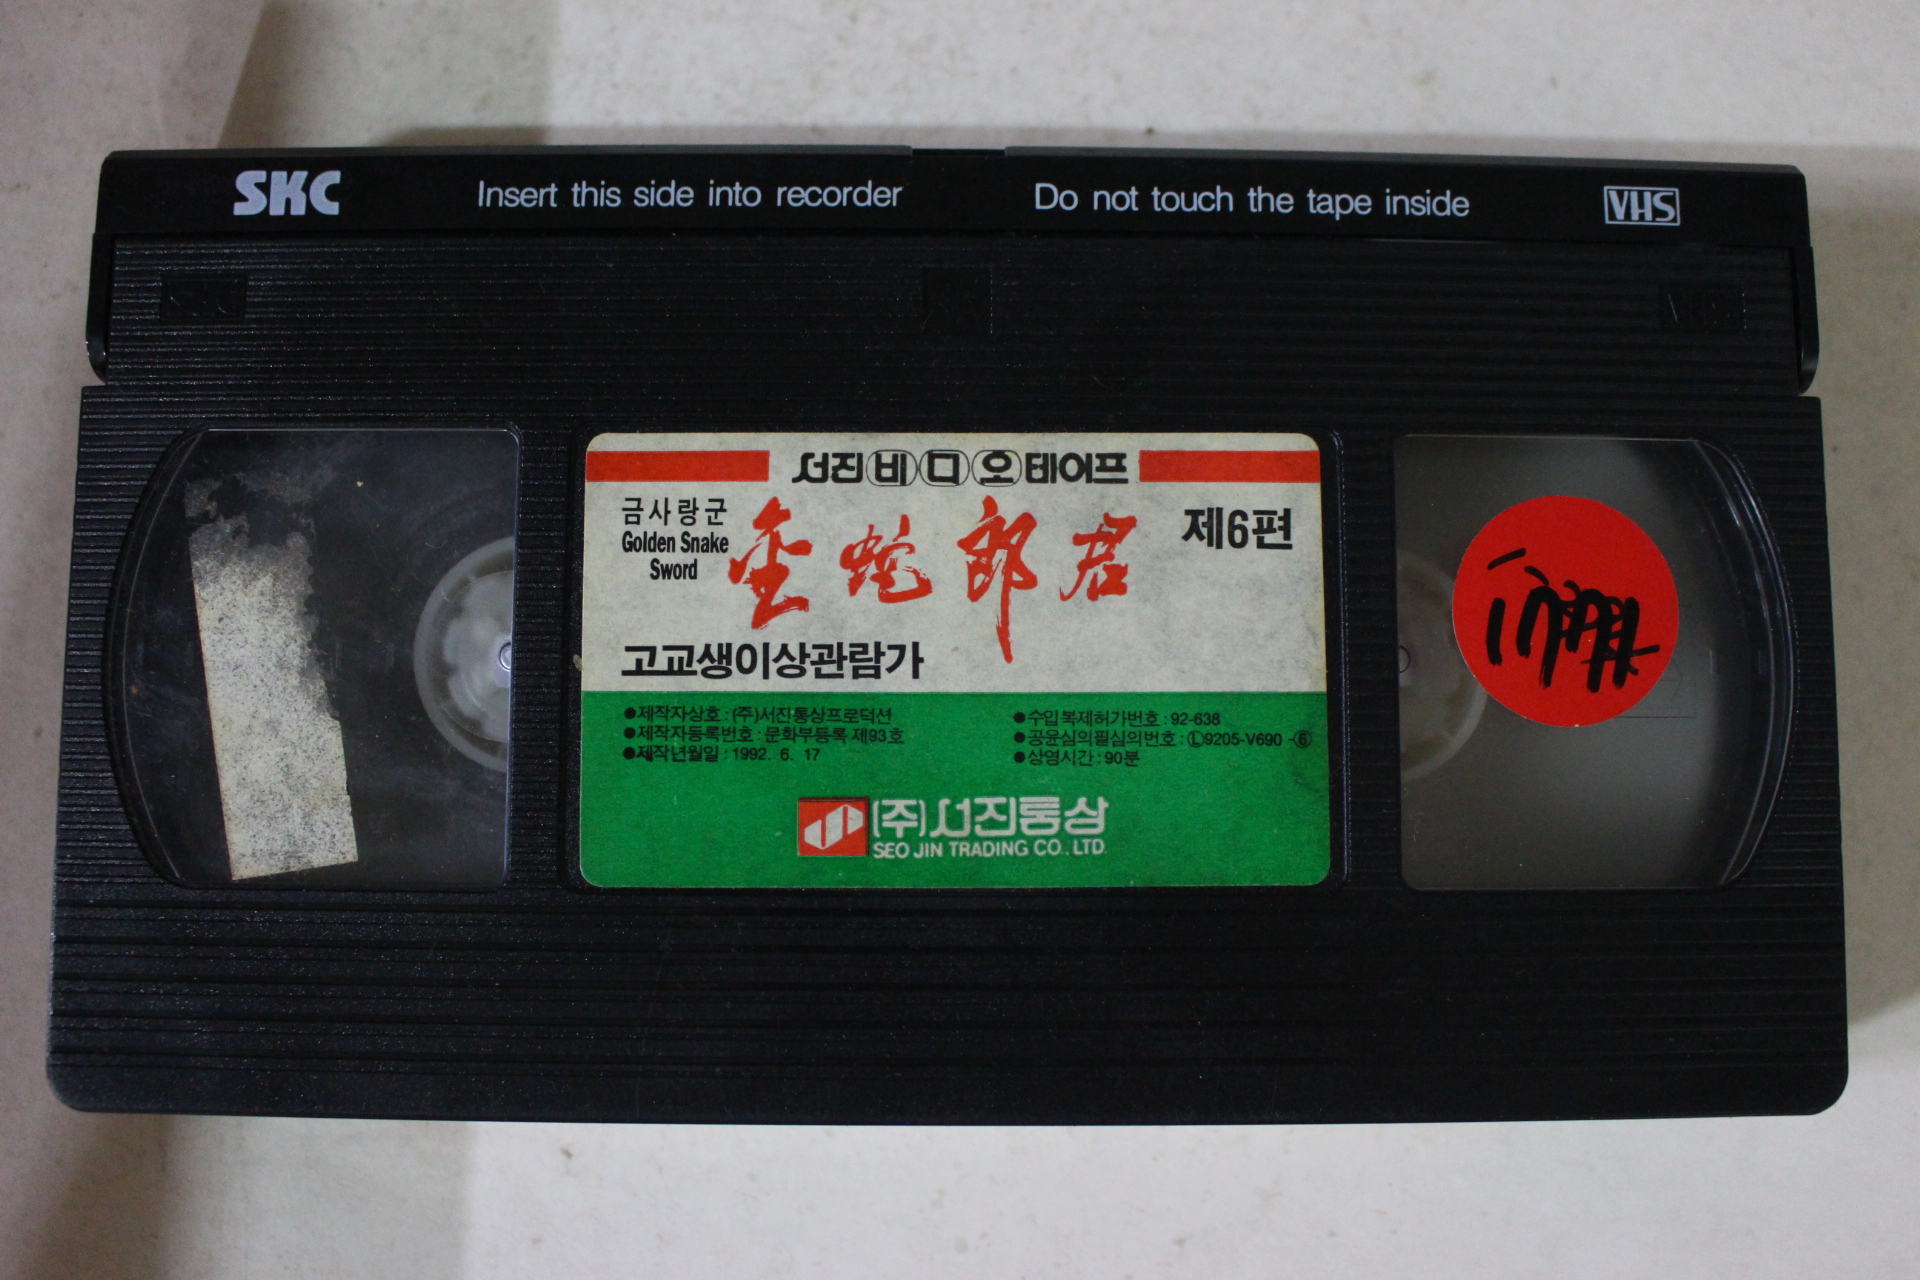 SKC Insert this side into recorder Do not touch the tape inside VHS
서진비디오테이프
금사랑군
Golden Snake
Sword
金蛇郎君
제6편
고교생이상관람가
●제작자상호 : (주)서진통상프로덕션
●제작자등록번호 : 문화부등록 제93호
●제작년월일 : 1992. 6. 17
●수입복제허가번호 : 92-638
●공윤심의필심의번호 : Ⓛ9205-V690 -⑥
●상영시간 : 90분
(주)서진통상
SEO JIN TRADING CO., LTD.